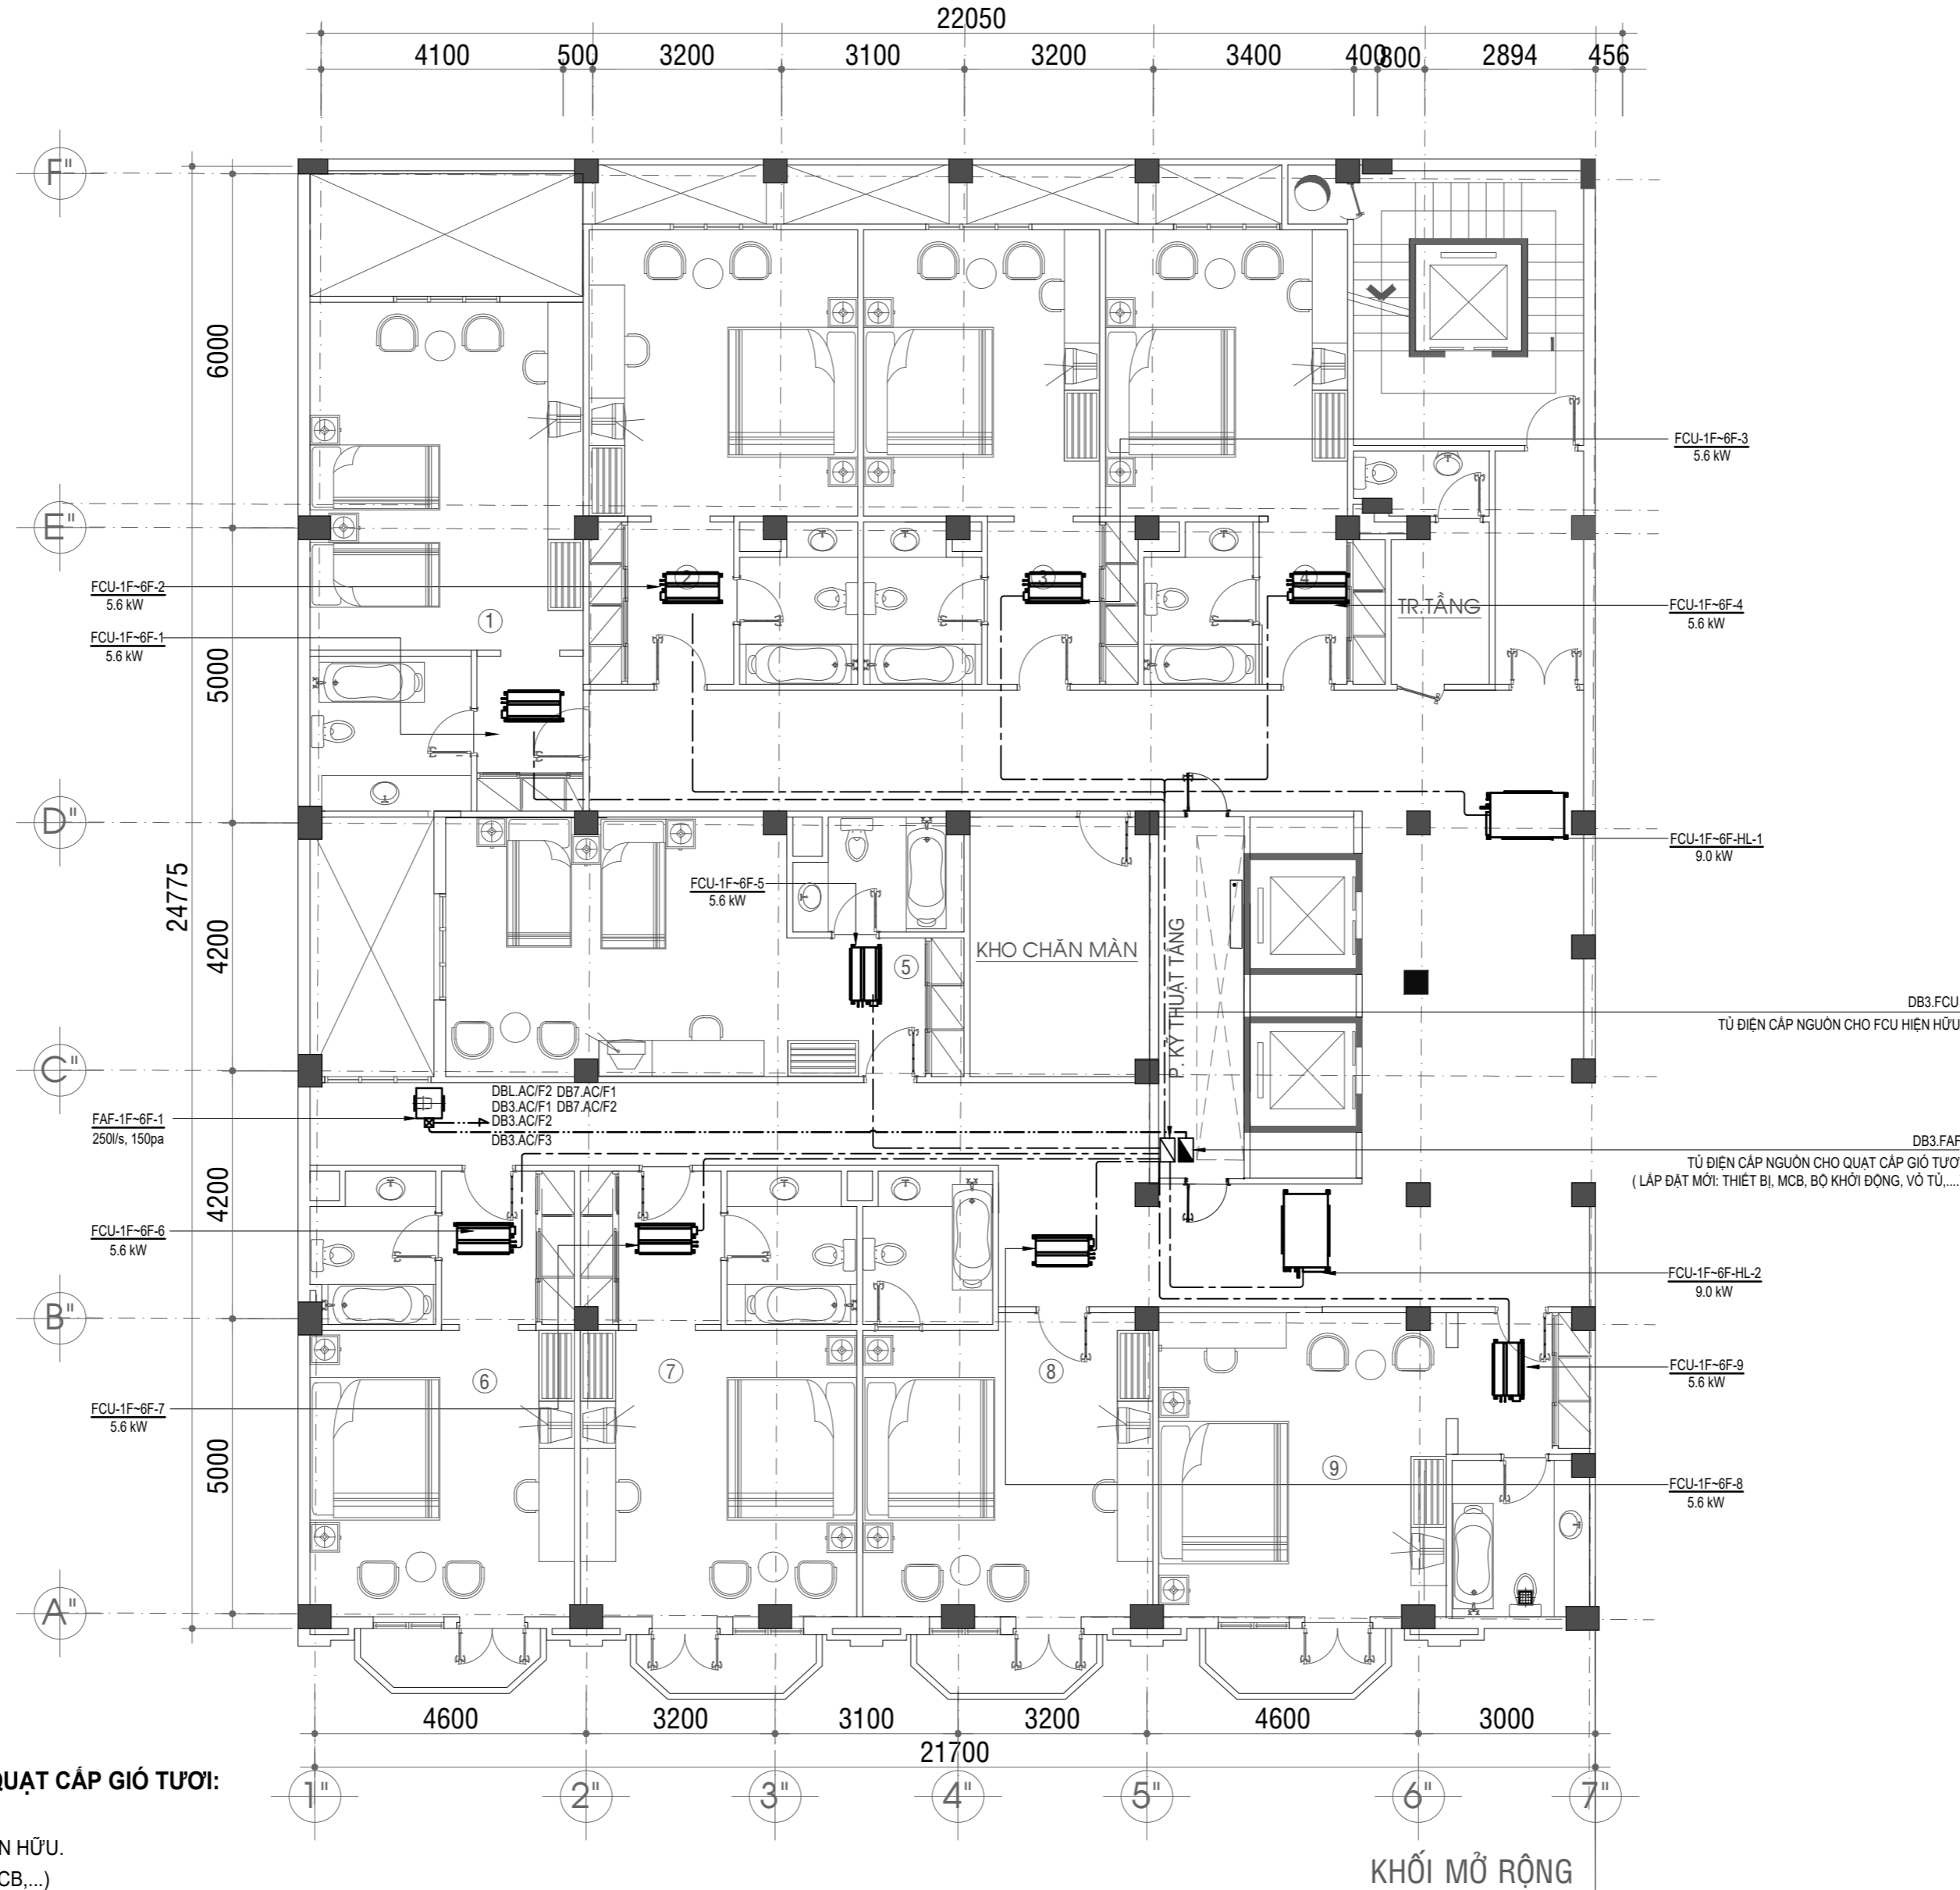 22050
4100 500 3200 3100 3200 3400 400 800 2894 456
F"
6000
FCU-1F~6F-3
5.6 kW
E"
FCU-1F~6F-2
5.6 kW
2
3
4
TR.TẦNG
FCU-1F~6F-4
5.6 kW
1
FCU-1F~6F-1
5.6 kW
5000
D"
FCU-1F~6F-HL-1
9.0 kW
24775
FCU-1F~6F-5
5.6 kW
4200
KHO CHĂN MÀN
5
P. KỸ THUẬT TẦNG
DB3.FCU
TỦ ĐIỆN CẤP NGUỒN CHO FCU HIỆN HỮU
C"
DBL.AC/F2 DB7.AC/F1
DB3.AC/F1 DB7.AC/F2
DB3.AC/F2
DB3.AC/F3
FAF-1F~6F-1
250l/s, 150pa
DB3.FAF
TỦ ĐIỆN CẤP NGUỒN CHO QUẠT CẤP GIÓ TƯƠI
( LẮP ĐẶT MỚI: THIẾT BỊ, MCB, BỘ KHỞI ĐỘNG, VỎ TỦ,....
4200
FCU-1F~6F-6
5.6 kW
FCU-1F~6F-HL-2
9.0 kW
B"
6
7
8
FCU-1F~6F-9
5.6 kW
FCU-1F~6F-7
5.6 kW
5000
9
FCU-1F~6F-8
5.6 kW
A"
4600 3200 3100 3200 4600 3000
21700
QUẠT CẤP GIÓ TƯƠI:
1" 2" 3" 4" 5" 6" 7"
N HỮU.
CB,...)
KHỐI MỞ RỘNG